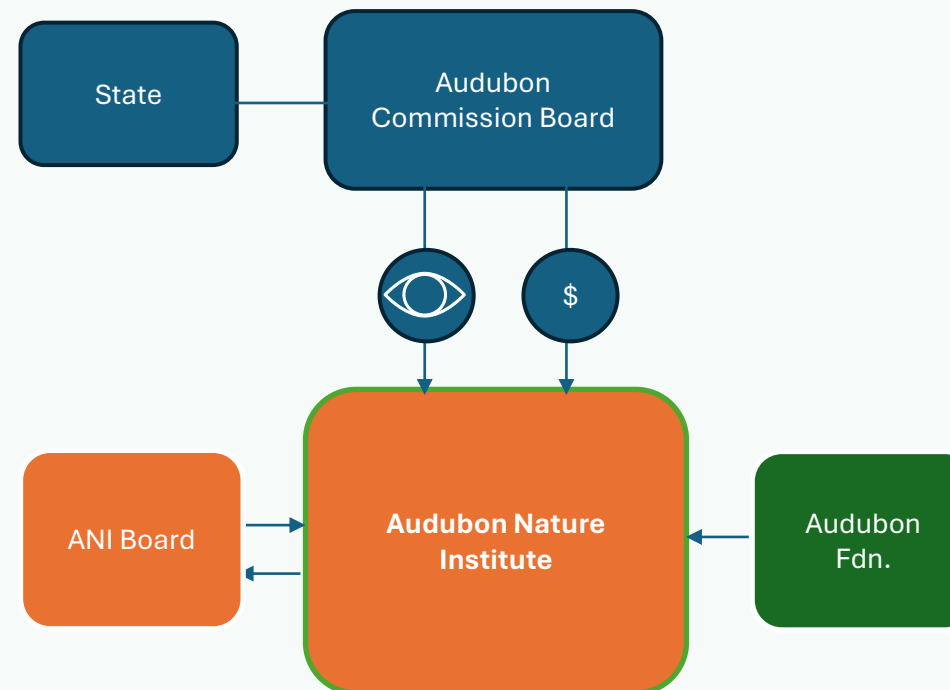 State
Audubon
Commission Board
$
ANI Board
Audubon Nature
Institute
Audubon
Fdn.